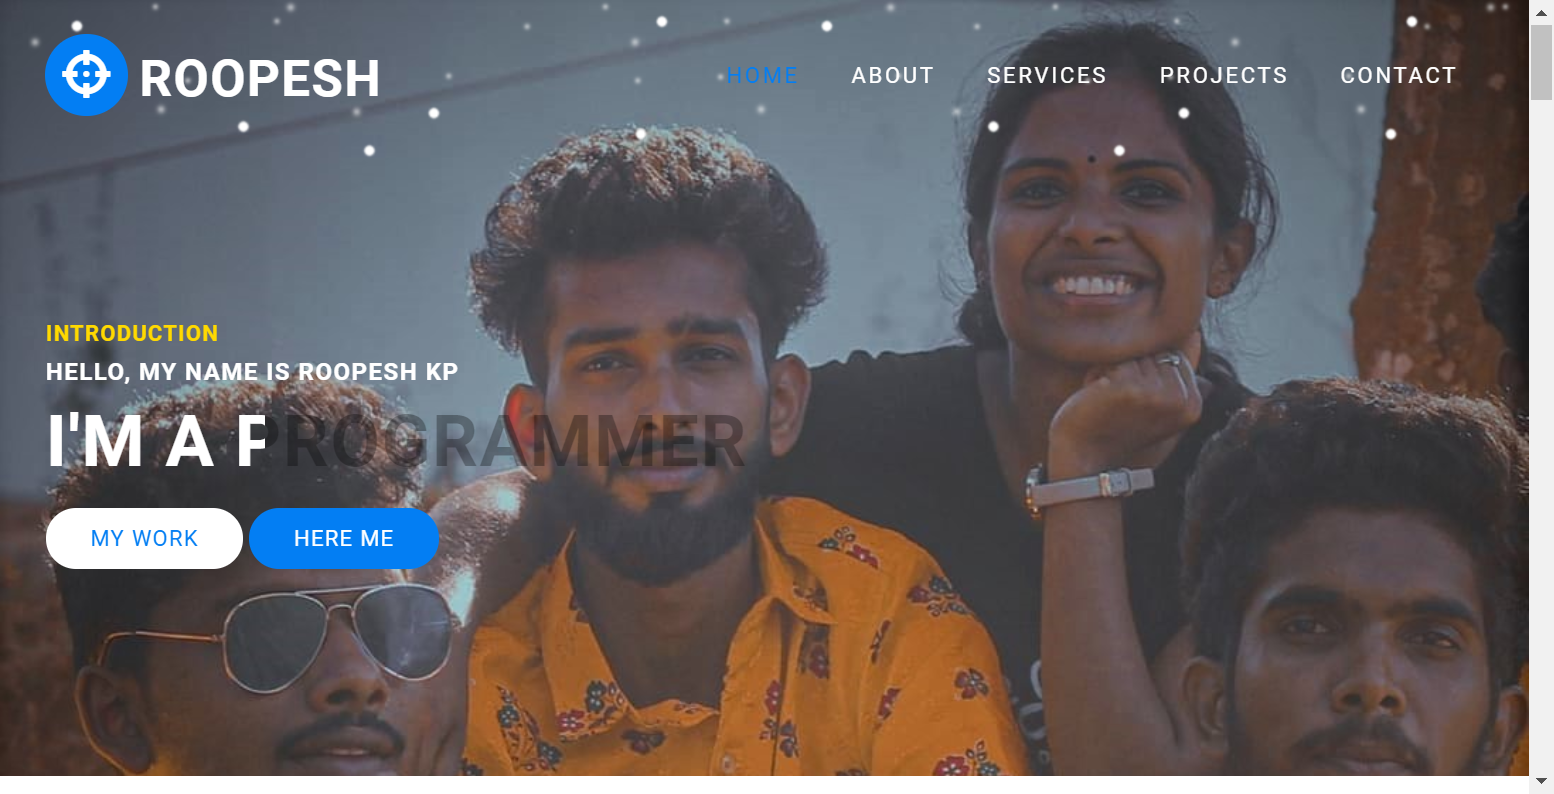 ROOPESH
HOME ABOUT SERVICES PROJECTS CONTACT
INTRODUCTION
HELLO, MY NAME IS ROOPESH KP
I'M A PROGRAMMER
MY WORK HERE ME